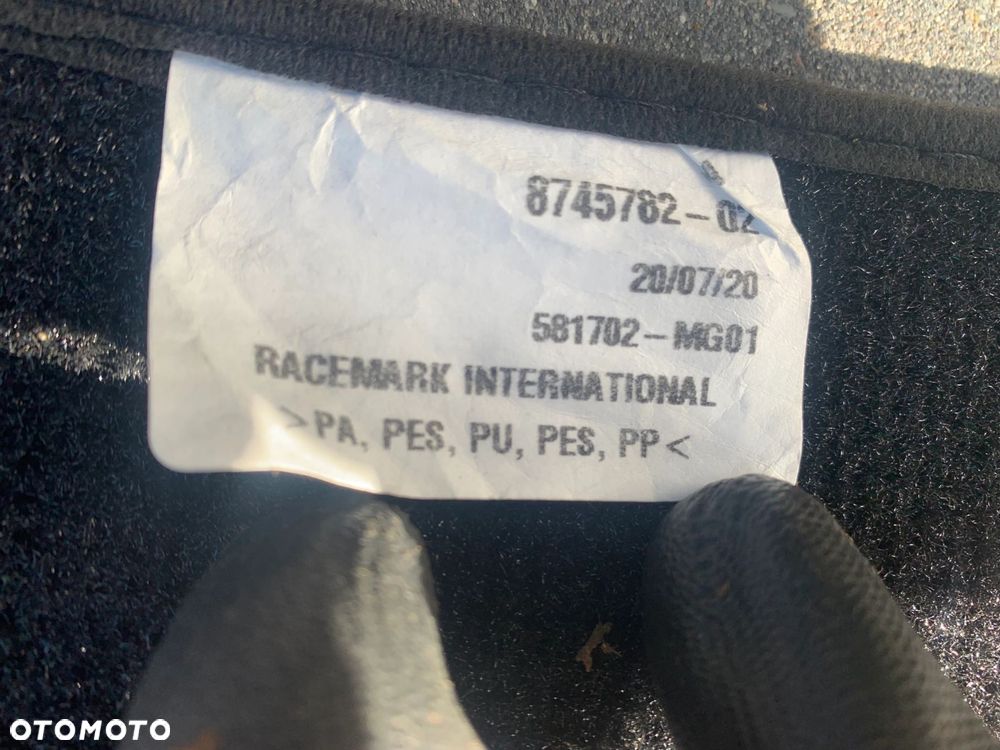 8745782-02
20/07/20
581702-MG01
RACEMARK INTERNATIONAL
>PA, PES, PU, PES, PP<
OTOMOTO